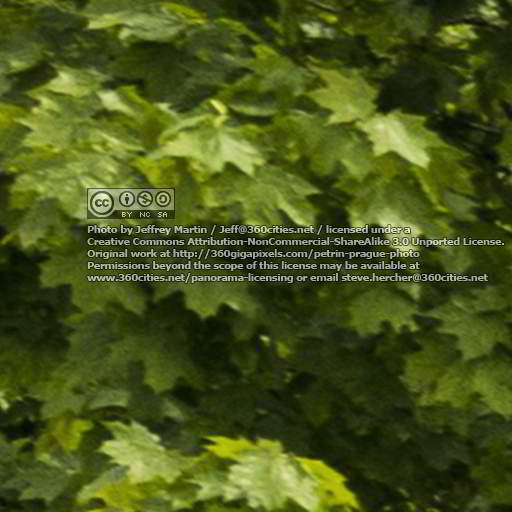 cc BY NC SA
Photo by Jeffrey Martin / Jeff@360cities.net / licensed under a
Creative Commons Attribution-NonCommercial-ShareAlike 3.0 Unported License.
Original work at http://360gigapixels.com/petrin-prague-photo
Permissions beyond the scope of this license may be available at
www.360cities.net/panorama-licensing or email steve.hercher@360cities.net